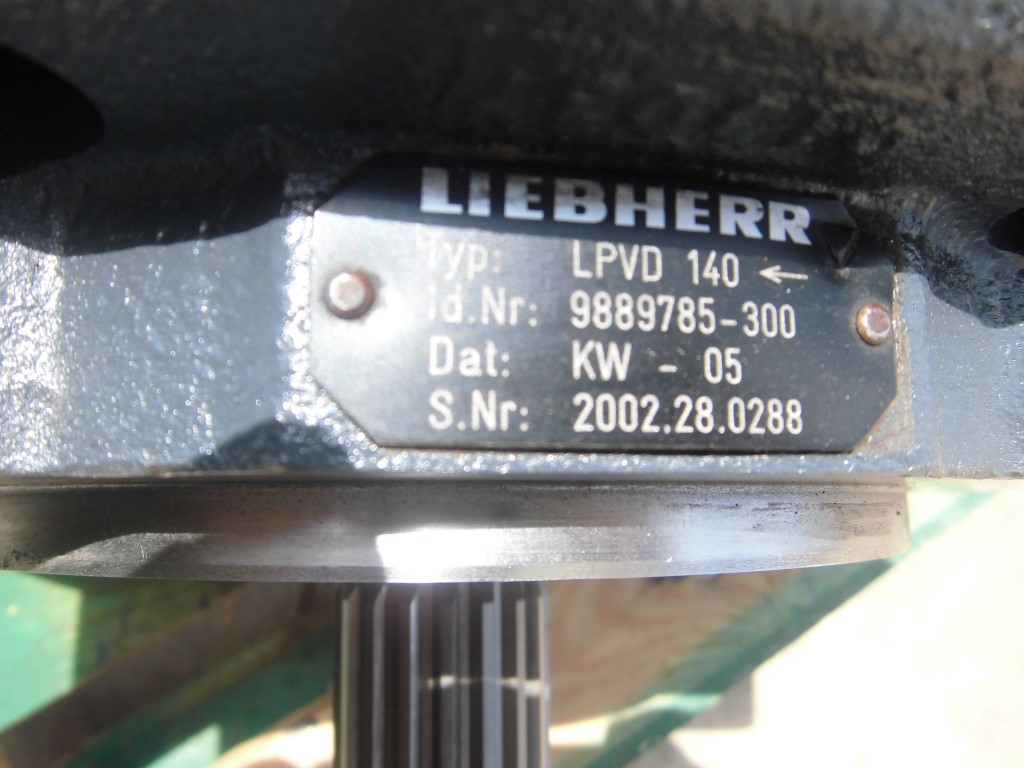 LIEBHERR
Typ: LPVD 140 ←
Id.Nr: 9889785-300
Dat: KW - 05
S.Nr: 2002.28.0288